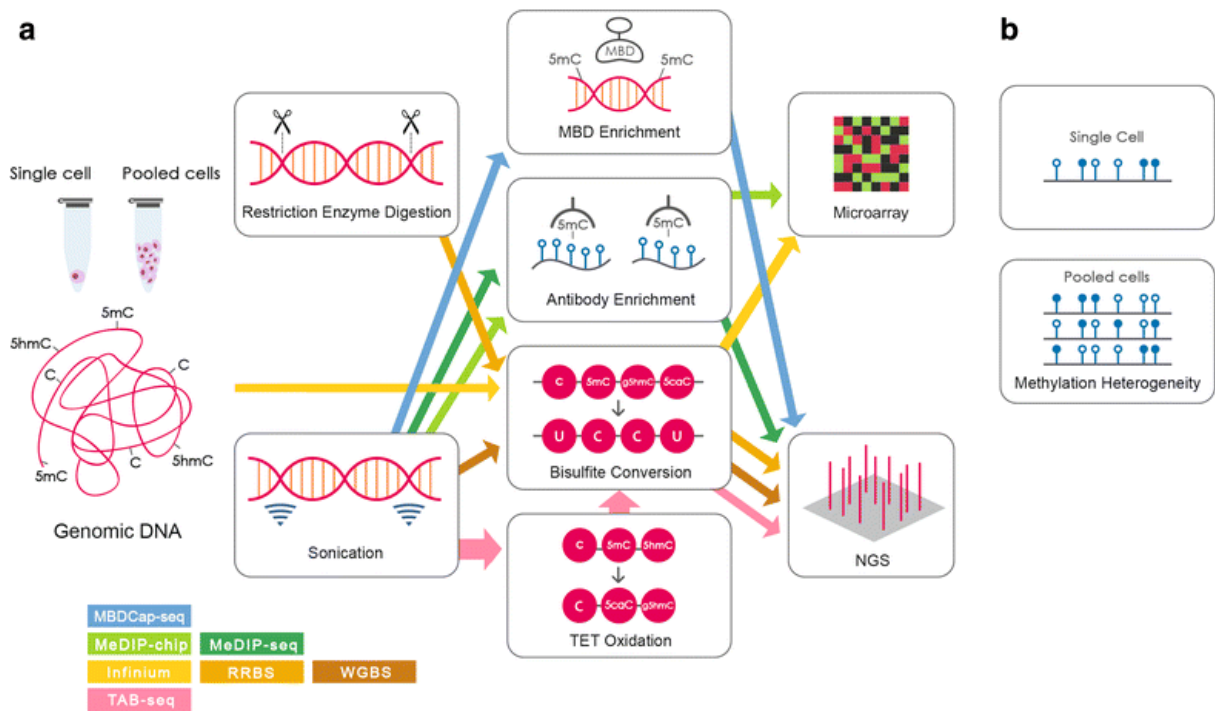 a
b
Single cell
Pooled cells
5mC
5hmC
C
C
C
5hmC
5mC
Genomic DNA
Restriction Enzyme Digestion
Sonication
MBD
5mC
5mC
MBD Enrichment
5mC
5mC
Antibody Enrichment
C 5mC g5hmC 5caC
U C C U
Bisulfite Conversion
C 5mC 5hmC
C 5caC g5hmC
TET Oxidation
Microarray
NGS
Single Cell
Pooled cells
Methylation Heterogeneity
MBDCap-seq
MeDIP-chip MeDIP-seq
Infinium RRBS WGBS
TAB-seq